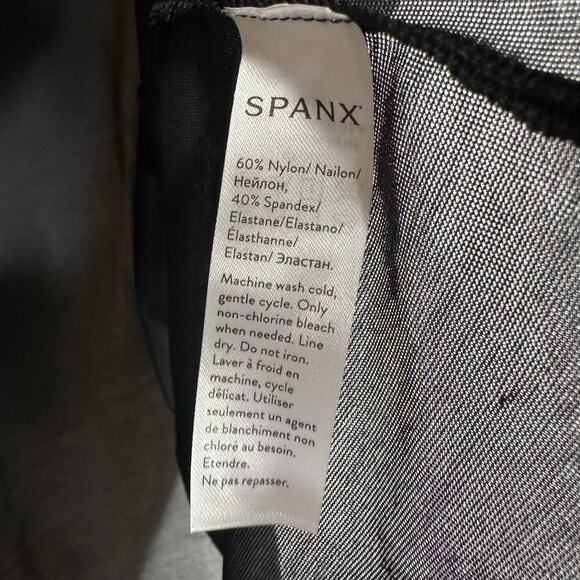 SPANX
60% Nylon/ Nailon/
Нейлон,
40% Spandex/
Elastane/Elastano/
Élasthanne/
Elastan/ Эластан.
Machine wash cold,
gentle cycle. Only
non-chlorine bleach
when needed. Line
dry. Do not iron.
Laver à froid en
machine, cycle
délicat. Utiliser
seulement un agent
de blanchiment non
chloré au besoin.
Etendre.
Ne pas repasser.